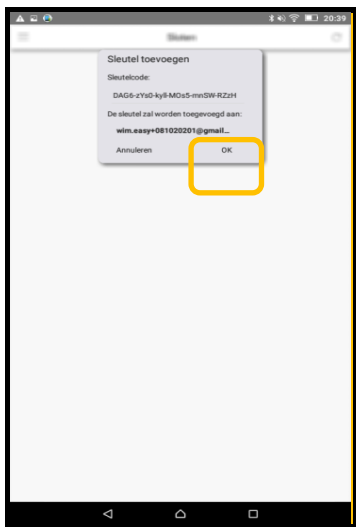 20:39
Sloten
Sleutel toevoegen
Sleutelcode:
DAG6-zYs0-kyll-MOs5-mnSW-RZzH
De sleutel zal worden toegevoegd aan:
wim.easy+081020201@gmail...
Annuleren OK